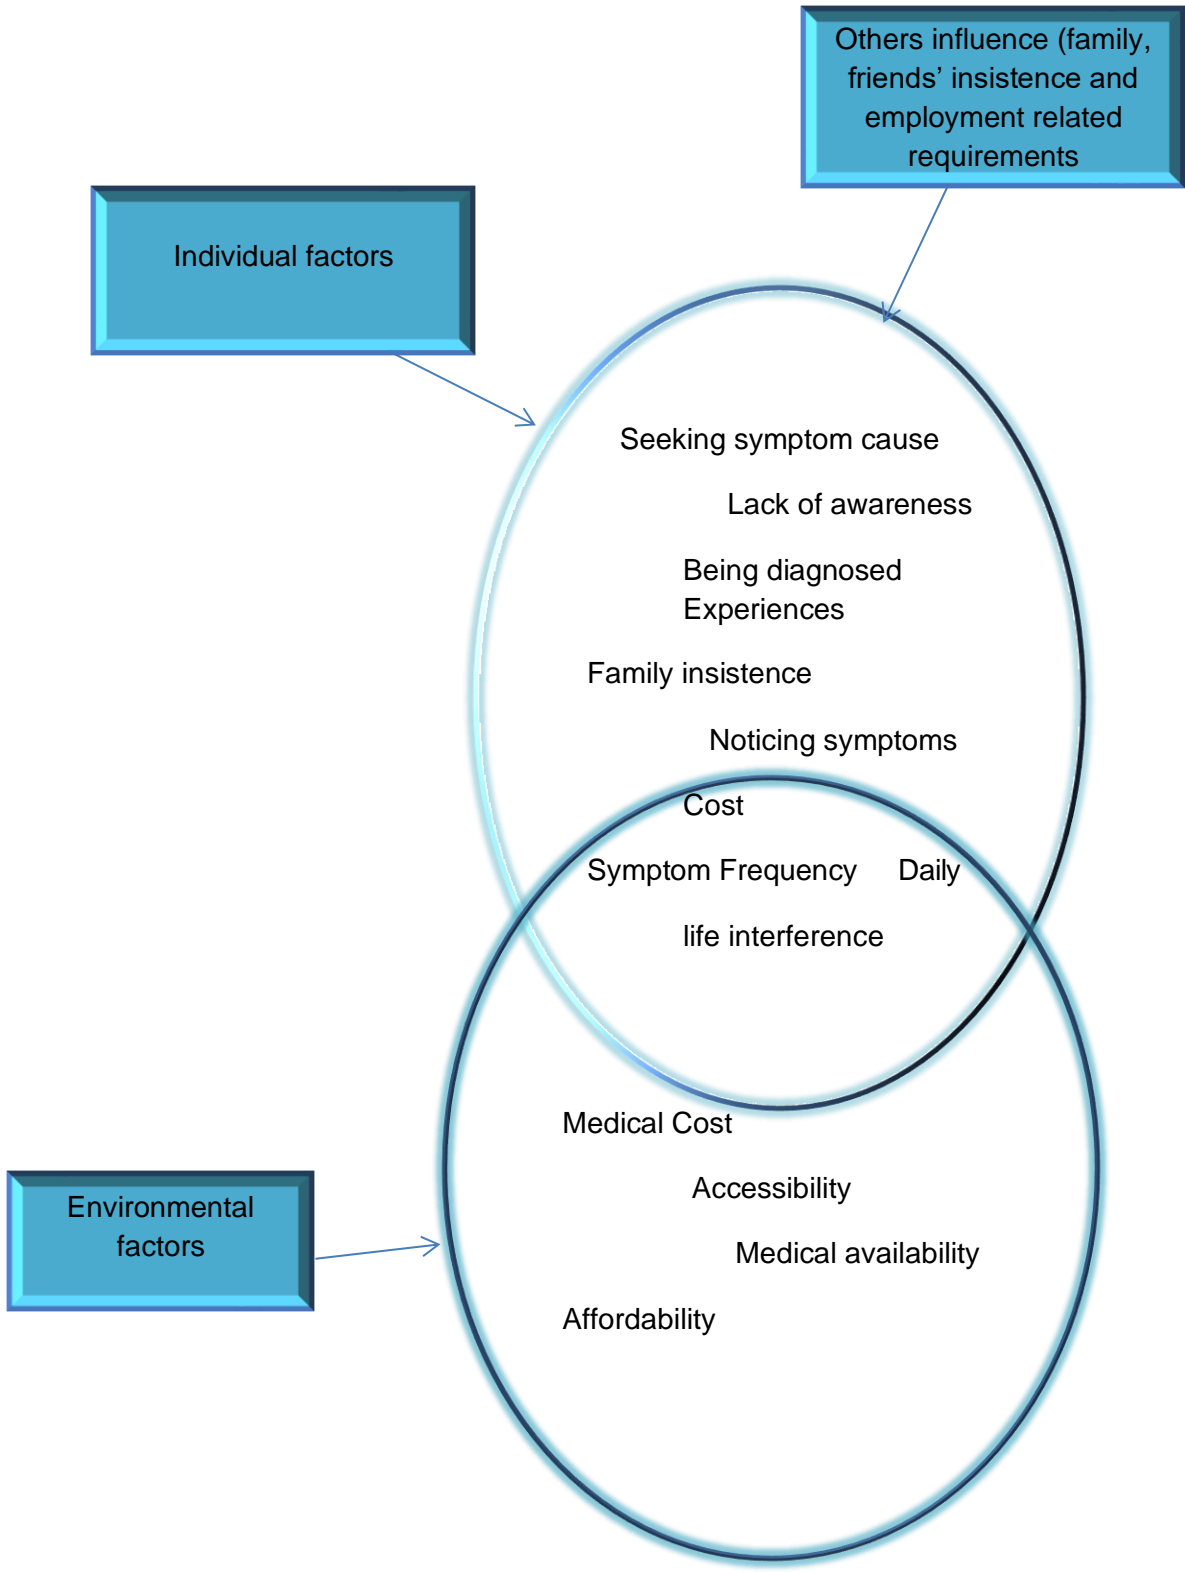 Others influence (family,
friends’ insistence and
employment related
requirements
Individual factors
Seeking symptom cause
Lack of awareness
Being diagnosed
Experiences
Family insistence
Noticing symptoms
Cost
Symptom Frequency Daily
life interference
Medical Cost
Accessibility
Environmental
factors
Medical availability
Affordability